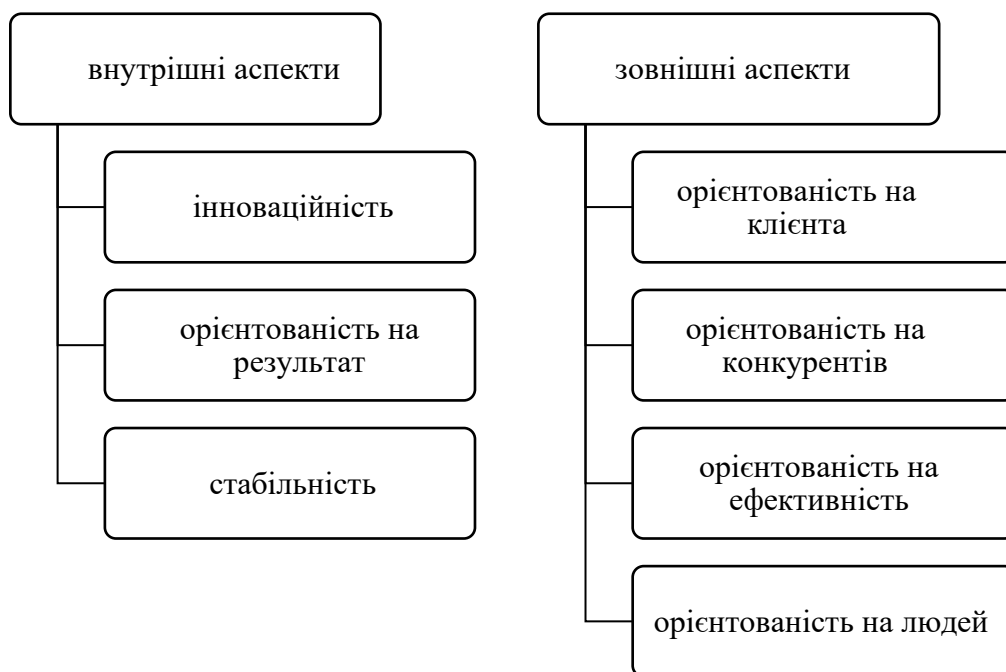 внутрішні аспекти
інноваційність
орієнтованість на
результат
стабільність
зовнішні аспекти
орієнтованість на
клієнта
орієнтованість на
конкурентів
орієнтованість на
ефективність
орієнтованість на людей